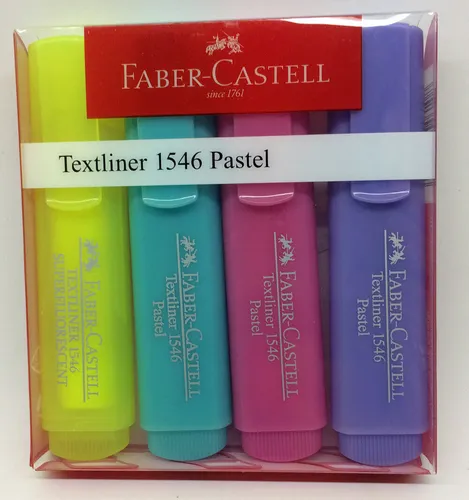 FABER-CASTELL
since 1761
Textliner 1546 Pastel
FABER-CASTELL
TEXTLINER 1546
SUPERFLUORESCENT
FABER-CASTELL
Textliner 1546
Pastel
FABER-CASTELL
Textliner 1546
Pastel
FABER-CASTELL
Textliner 1546
Pastel